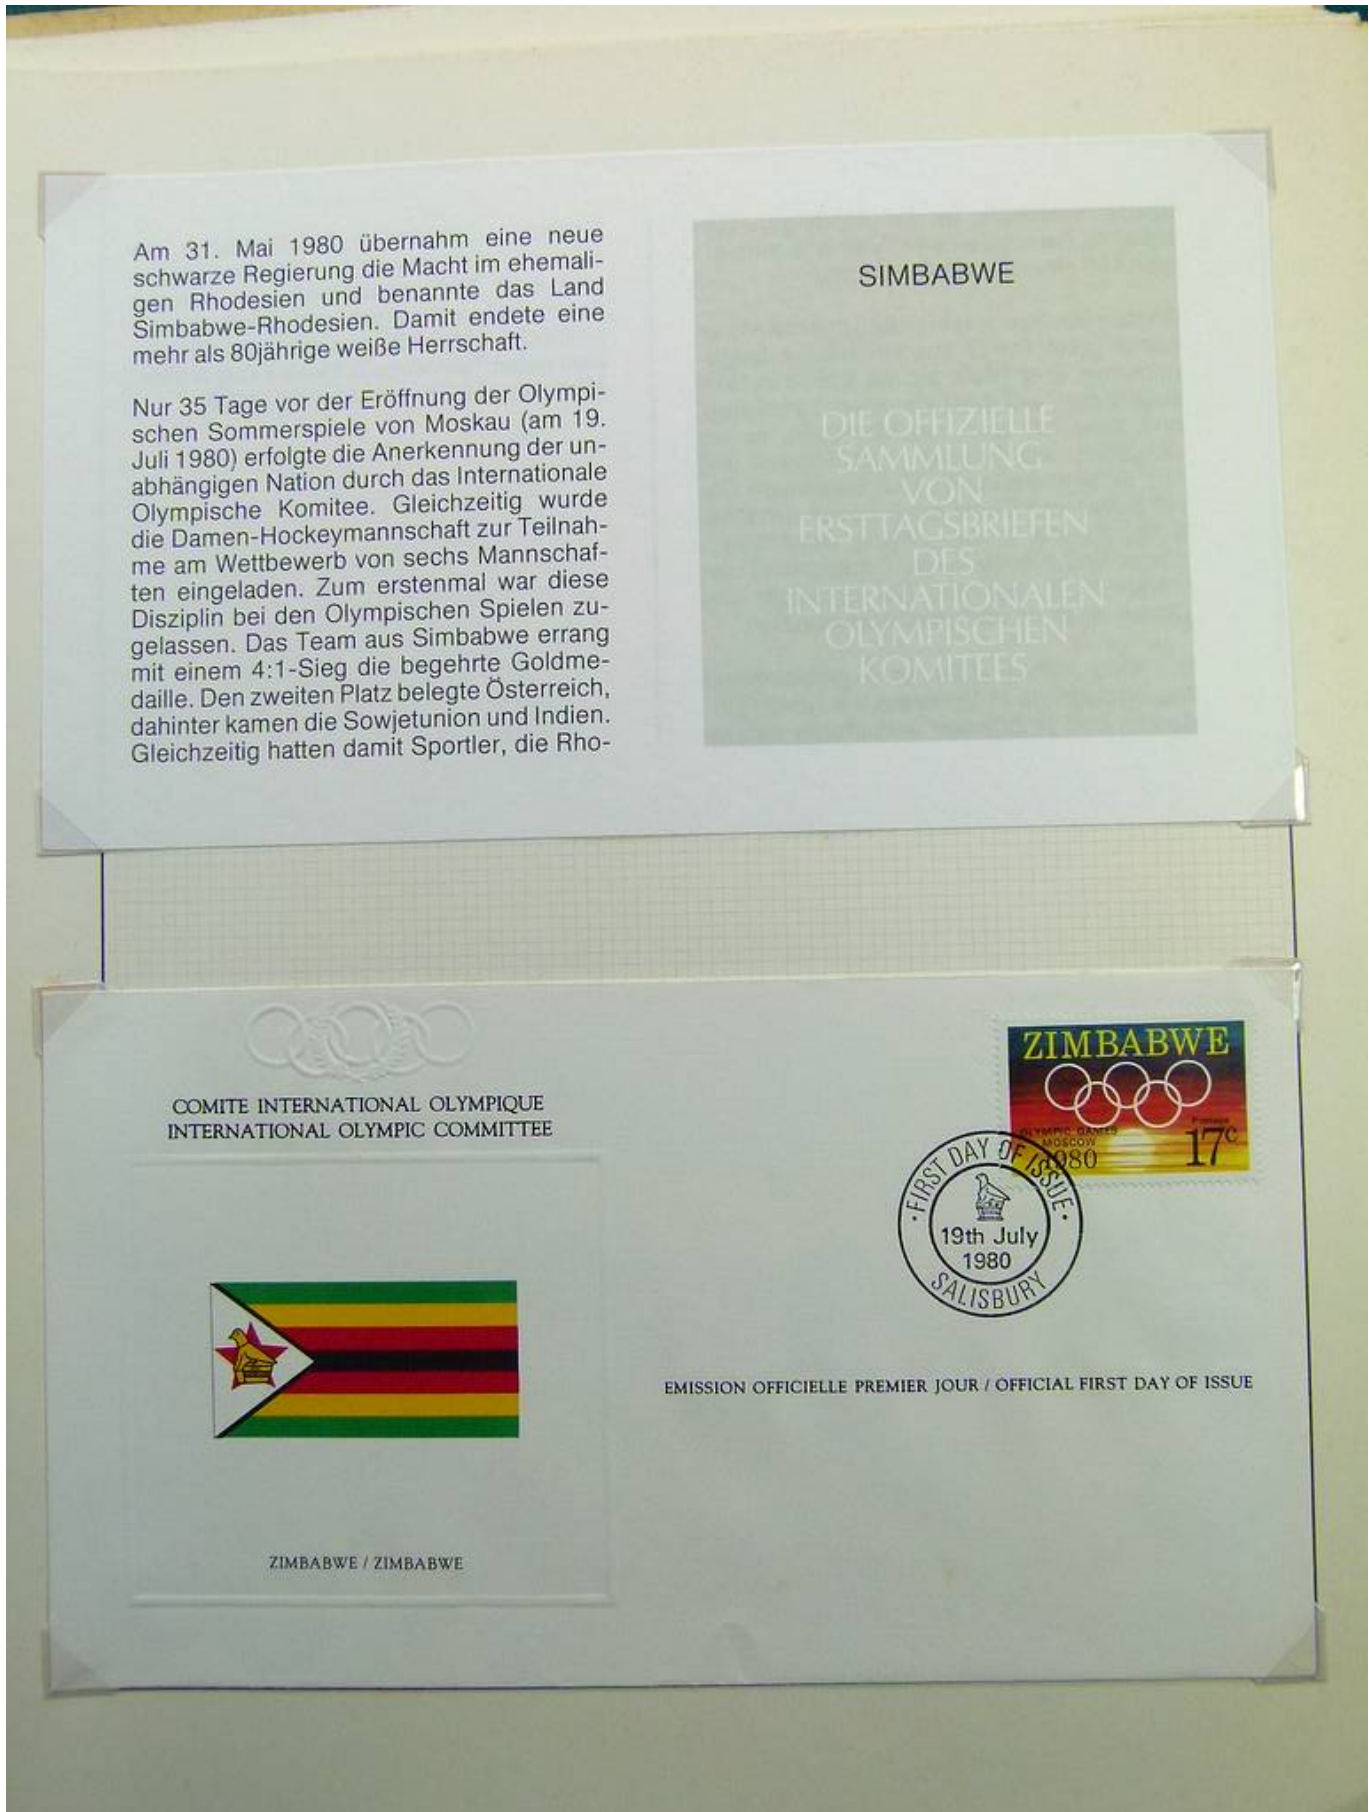 Am 31. Mai 1980 übernahm eine neue
schwarze Regierung die Macht im ehemali-
gen Rhodesien und benannte das Land
Simbabwe-Rhodesien. Damit endete eine
mehr als 80jährige weiße Herrschaft.
Nur 35 Tage vor der Eröffnung der Olympi-
schen Sommerspiele von Moskau (am 19.
Juli 1980) erfolgte die Anerkennung der un-
abhängigen Nation durch das Internationale
Olympische Komitee. Gleichzeitig wurde
die Damen-Hockeymannschaft zur Teilnah-
me am Wettbewerb von sechs Mannschaf-
ten eingeladen. Zum erstenmal war diese
Disziplin bei den Olympischen Spielen zu-
gelassen. Das Team aus Simbabwe errang
mit einem 4:1-Sieg die begehrte Goldme-
daille. Den zweiten Platz belegte Österreich,
dahinter kamen die Sowjetunion und Indien.
Gleichzeitig hatten damit Sportler, die Rho-
SIMBABWE
DIE OFFIZIELLE
SAMMLUNG
VON
ERSTTAGSBRIEFEN
DES
INTERNATIONALEN
OLYMPISCHEN
KOMITEES
COMITE INTERNATIONAL OLYMPIQUE
INTERNATIONAL OLYMPIC COMMITTEE
ZIMBABWE / ZIMBABWE
ZIMBABWE
Postage
OLYMPIC GAMES
MOSCOW
1980
17c
FIRST DAY OF ISSUE
19th July
1980
SALISBURY
EMISSION OFFICIELLE PREMIER JOUR / OFFICIAL FIRST DAY OF ISSUE